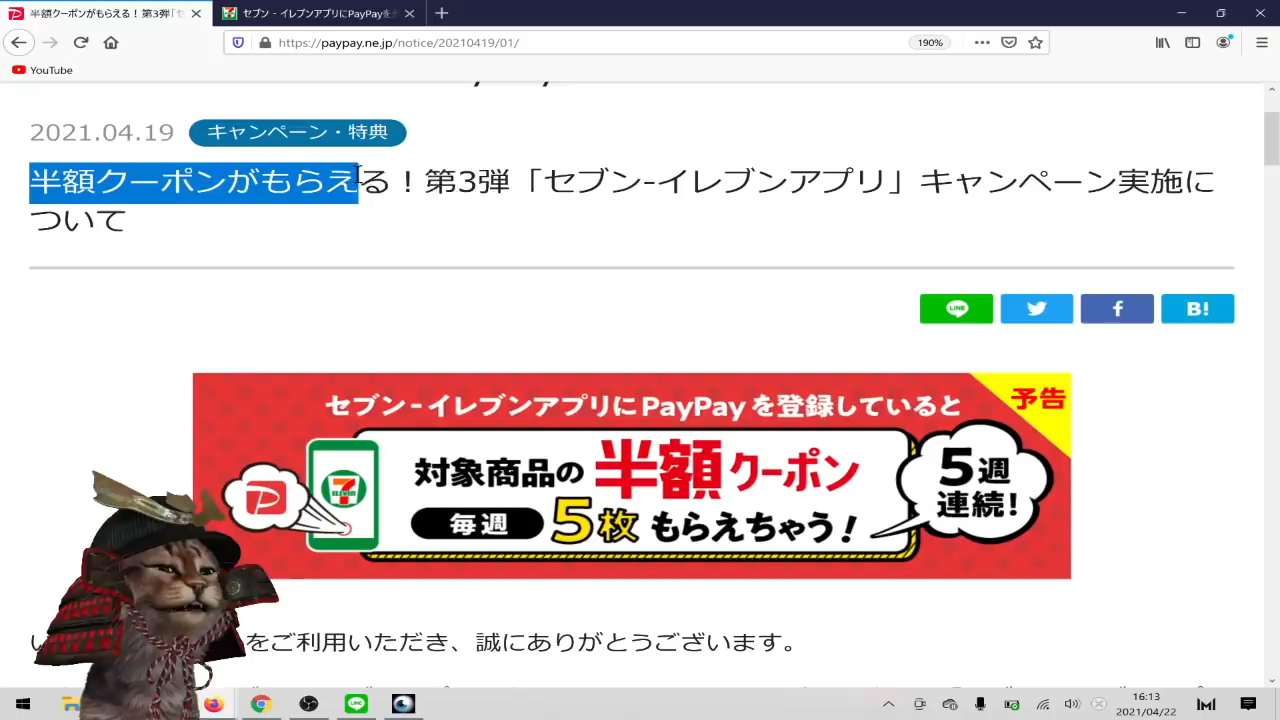 半額クーポンがもらえる！第3弾「セ
セブン‐イレブンアプリにPayPayを
https://paypay.ne.jp/notice/20210419/01/
190%
YouTube
2021.04.19
キャンペーン・特典
半額クーポンがもらえる！第3弾「セブン-イレブンアプリ」キャンペーン実施に
ついて
LINE
B!
予告
セブン-イレブンアプリにPayPayを登録していると
対象商品の半額クーポン
毎週5枚もらえちゃう！
5週
連続！
ELEVEN
をご利用いただき、誠にありがとうございます。
16:13
2021/04/22